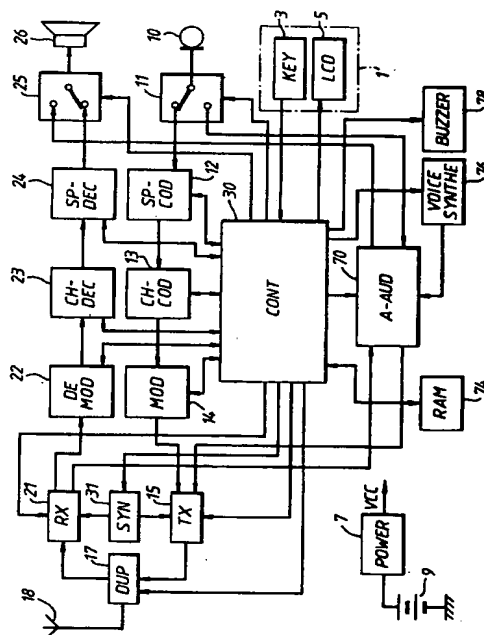 26
10
3
5
KEY
LCD
1'
25
11
BUZZER
78
24
SP-DEC
SP-COD
12
30
VOICE SYNTHE
76
23
CH-DEC
13
CH-COD
CONT
70
A-AUD
22
DE MOD
MOD
14
RAM
74
21
RX
31
SYN
15
TX
17
DUP
18
7
POWER
VCC
9